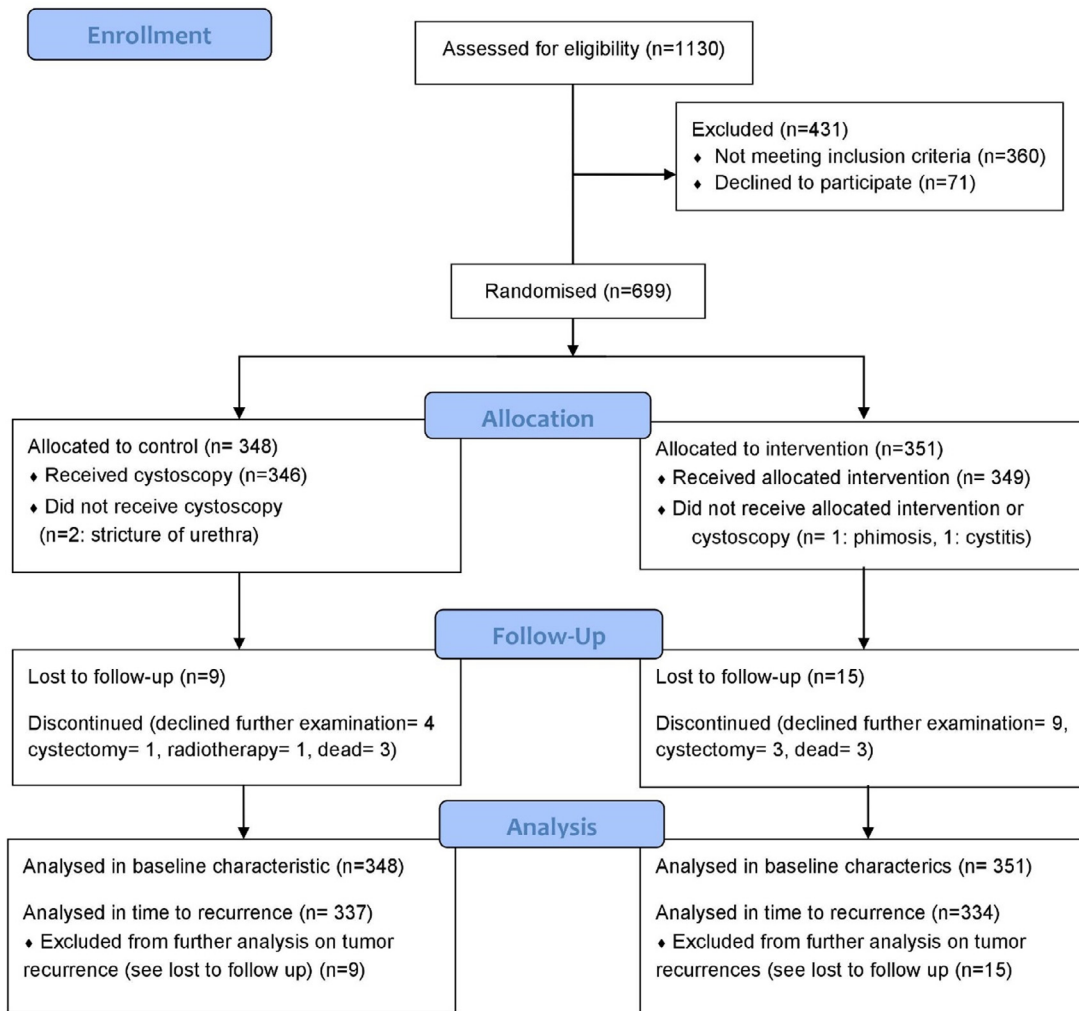 Enrollment
Assessed for eligibility (n=1130)
Excluded (n=431)
♦ Not meeting inclusion criteria (n=360)
♦ Declined to participate (n=71)
Randomised (n=699)
Allocation
Allocated to control (n= 348)
♦ Received cystoscopy (n=346)
♦ Did not receive cystoscopy
(n=2: stricture of urethra)
Allocated to intervention (n=351)
♦ Received allocated intervention (n= 349)
♦ Did not receive allocated intervention or
cystoscopy (n= 1: phimosis, 1: cystitis)
Follow-Up
Lost to follow-up (n=9)
Discontinued (declined further examination= 4
cystectomy= 1, radiotherapy= 1, dead= 3)
Lost to follow-up (n=15)
Discontinued (declined further examination= 9,
cystectomy= 3, dead= 3)
Analysis
Analysed in baseline characteristic (n=348)
Analysed in time to recurrence (n= 337)
♦ Excluded from further analysis on tumor
recurrence (see lost to follow up) (n=9)
Analysed in baseline characterics (n= 351)
Analysed in time to recurrence (n=334)
♦ Excluded from further analysis on tumor
recurrences (see lost to follow up (n=15)